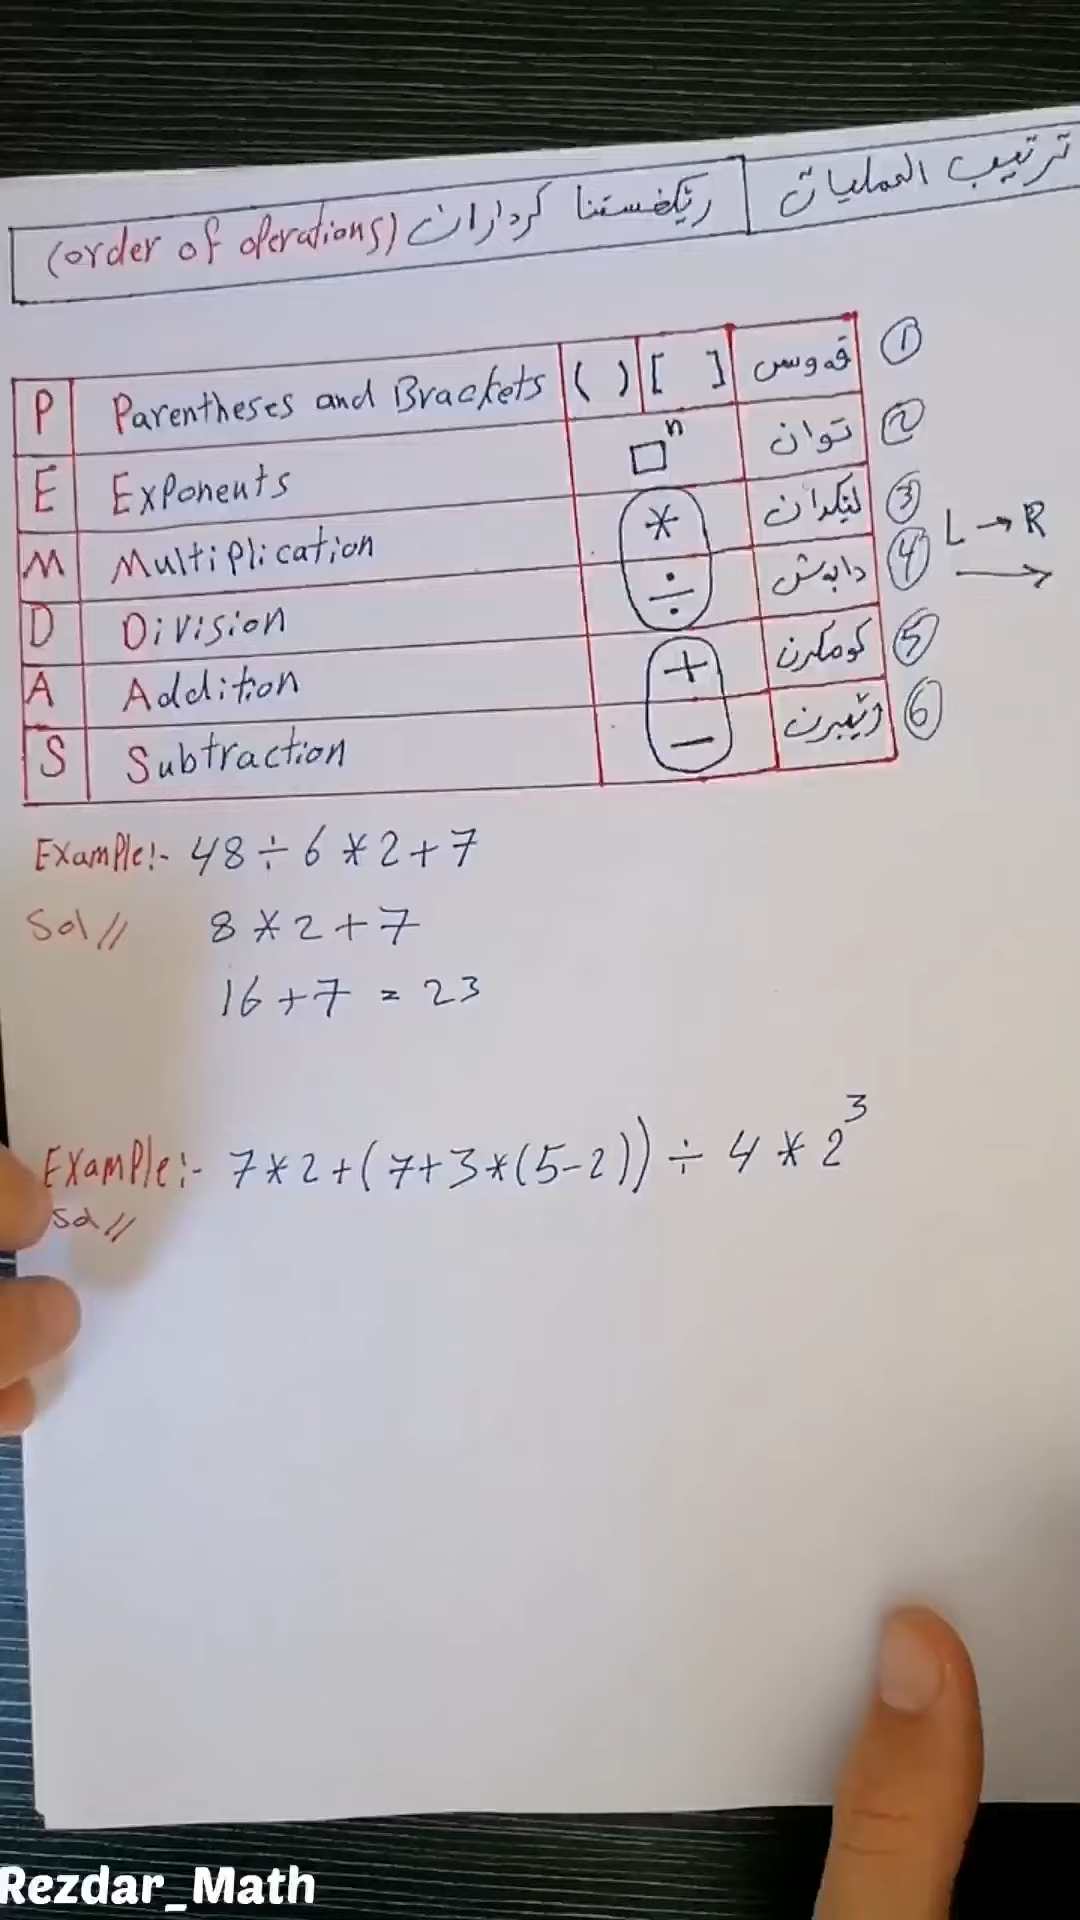 ترتيب العمليات
ریکخستنا کرداران (order of operations)
P Parentheses and Brackets ( ) [ ] قەوس ①
E Exponents □ⁿ توان ②
M Multiplication * لێکدان ③
D Division ÷ دابەش ④
L → R
A Addition + کومکرن ⑤
S Subtraction − ژێبرن ⑥
Example:- 48 ÷ 6 * 2 + 7
Sol// 8 * 2 + 7
16 + 7 = 23
Example:- 7 * 2 + (7 + 3 * (5 - 2)) ÷ 4 * 2³
Sol//
Rezdar_Math